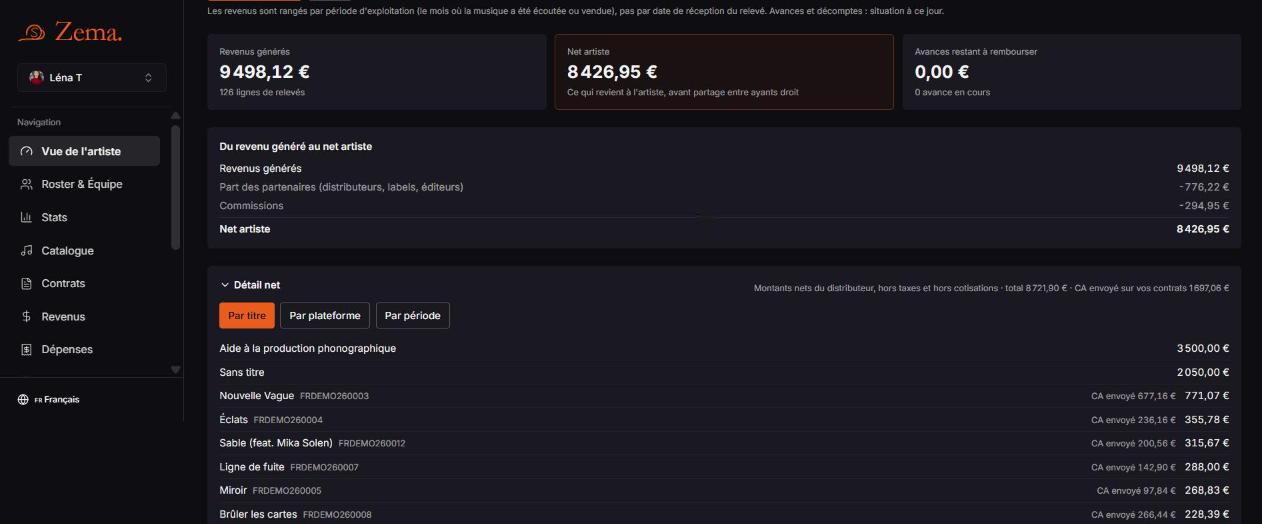 Les revenus sont rangés par période d'exploitation (le mois où la musique a été écoutée ou vendue), pas par date de réception du relevé. Avances et décomptes : situation à ce jour.
Zema.
Léna T
Navigation
Vue de l'artiste
Roster & Équipe
Stats
Catalogue
Contrats
Revenus
Dépenses
FR Français
Revenus générés
9 498,12 €
126 lignes de relevés
Net artiste
8 426,95 €
Ce qui revient à l'artiste, avant partage entre ayants droit
Avances restant à rembourser
0,00 €
0 avance en cours
Du revenu généré au net artiste
Revenus générés 9 498,12 €
Part des partenaires (distributeurs, labels, éditeurs) -776,22 €
Commissions -294,95 €
Net artiste 8 426,95 €
Détail net
Montants nets du distributeur, hors taxes et hors cotisations · total 8 721,90 € · CA envoyé sur vos contrats 1 697,06 €
Par titre Par plateforme Par période
Aide à la production phonographique 3 500,00 €
Sans titre 2 050,00 €
Nouvelle Vague FRDEMO260003 CA envoyé 677,16 € 771,07 €
Éclats FRDEMO260004 CA envoyé 236,16 € 355,78 €
Sable (feat. Mika Solen) FRDEMO260012 CA envoyé 200,56 € 315,67 €
Ligne de fuite FRDEMO260007 CA envoyé 142,90 € 288,00 €
Miroir FRDEMO260005 CA envoyé 97,84 € 268,83 €
Brûler les cartes FRDEMO260008 CA envoyé 266,44 € 228,39 €